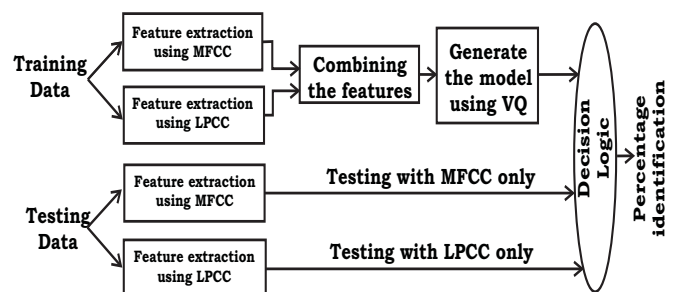 Training
Data
Feature extraction
using MFCC
Feature extraction
using LPCC
Combining
the features
Generate
the model
using VQ
Testing
Data
Feature extraction
using MFCC
Feature extraction
using LPCC
Testing with MFCC only
Testing with LPCC only
Decision
Logic
Percentage
identification